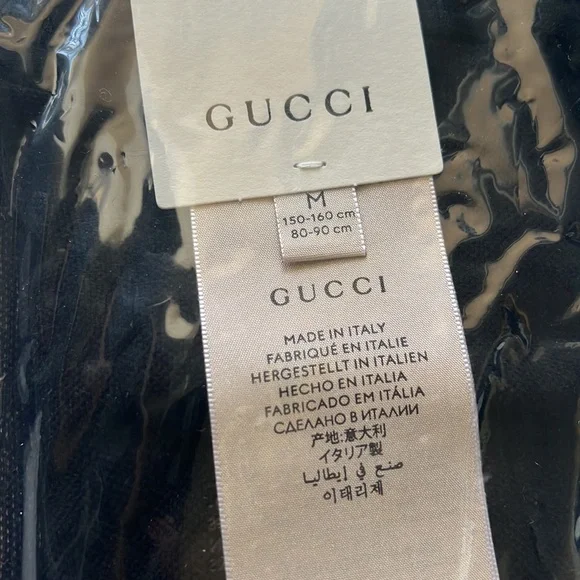 GUCCI
M
150-160 cm
80-90 cm
GUCCI
MADE IN ITALY
FABRIQUÉ EN ITALIE
HERGESTELLT IN ITALIEN
HECHO EN ITALIA
FABRICADO EM ITÁLIA
СДЕЛАНО В ИТАЛИИ
产地:意大利
イタリア製
صنع في إيطاليا
이태리제